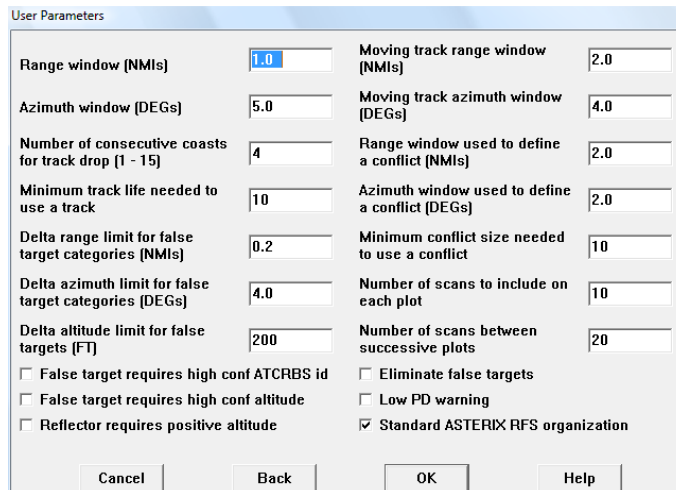 User Parameters
Range window (NMIs)
1.0
Azimuth window (DEGs)
5.0
Number of consecutive coasts
for track drop (1 - 15)
4
Minimum track life needed to
use a track
10
Delta range limit for false
target categories (NMIs)
0.2
Delta azimuth limit for false
target categories (DEGs)
4.0
Delta altitude limit for false
targets (FT)
200
Moving track range window
(NMIs)
2.0
Moving track azimuth window
(DEGs)
4.0
Range window used to define
a conflict (NMIs)
2.0
Azimuth window used to define
a conflict (DEGs)
2.0
Minimum conflict size needed
to use a conflict
10
Number of scans to include on
each plot
10
Number of scans between
successive plots
20
False target requires high conf ATCRBS id
False target requires high conf altitude
Reflector requires positive altitude
Eliminate false targets
Low PD warning
Standard ASTERIX RFS organization
Cancel
Back
OK
Help